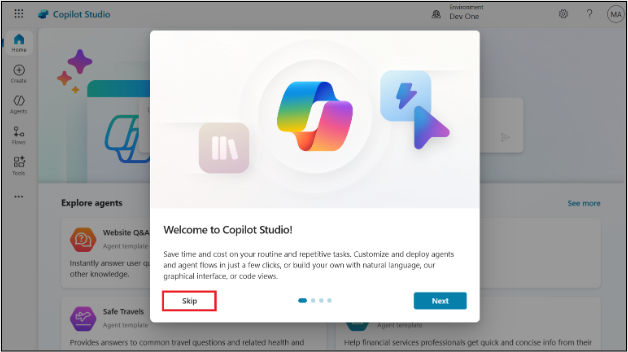 Copilot Studio
Environment
Dev One
?
MA
Home
Create
Agents
Flows
Tools
Explore agents
See more
Website Q&A
Agent template
Instantly answer user
other knowledge.
Safe Travels
Agent template
Provides answers to common travel questions and related health and
Agent template
Help financial services professionals get quick and concise info from their
Welcome to Copilot Studio!
Save time and cost on your routine and repetitive tasks. Customize and deploy agents
and agent flows in just a few clicks, or build your own with natural language, our
graphical interface, or code views.
Skip
Next